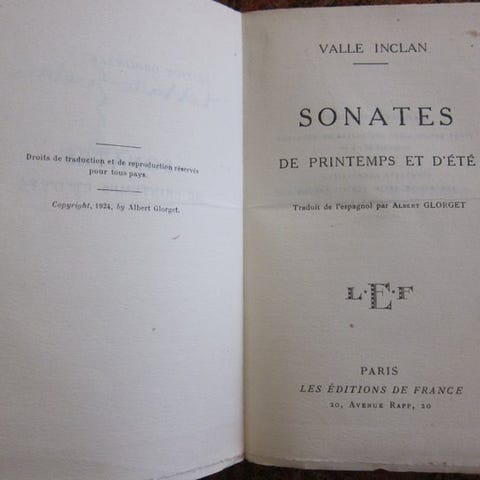 Droits de traduction et de reproduction réservés
pour tous pays.
Copyright, 1924, by Albert Glorget.
VALLE INCLAN
SONATES
DE PRINTEMPS ET D'ÉTÉ
Traduit de l'espagnol par ALBERT GLORGET
L·E·F
PARIS
LES ÉDITIONS DE FRANCE
20, AVENUE RAPP, 20